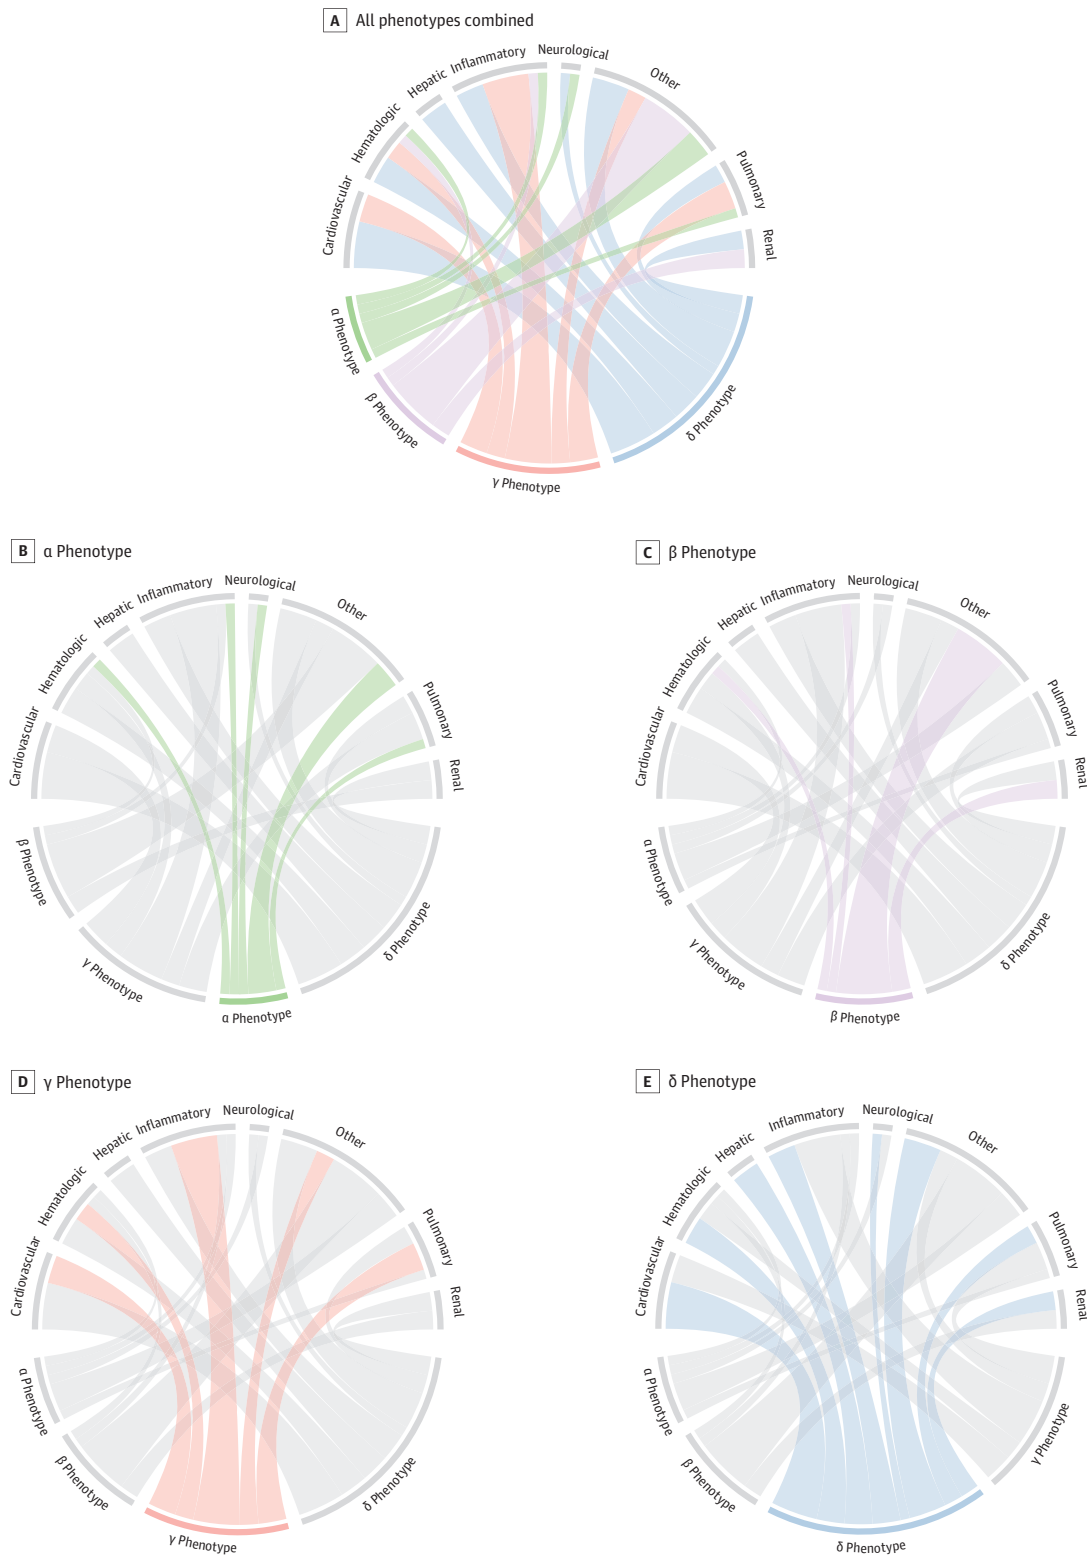 A All phenotypes combined
Cardiovascular
Hematologic
Hepatic
Inflammatory
Neurological
Other
Pulmonary
Renal
α Phenotype
β Phenotype
γ Phenotype
δ Phenotype
B α Phenotype
Cardiovascular
Hematologic
Hepatic
Inflammatory
Neurological
Other
Pulmonary
Renal
β Phenotype
γ Phenotype
α Phenotype
δ Phenotype
C β Phenotype
Cardiovascular
Hematologic
Hepatic
Inflammatory
Neurological
Other
Pulmonary
Renal
α Phenotype
γ Phenotype
β Phenotype
δ Phenotype
D γ Phenotype
Cardiovascular
Hematologic
Hepatic
Inflammatory
Neurological
Other
Pulmonary
Renal
α Phenotype
β Phenotype
γ Phenotype
δ Phenotype
E δ Phenotype
Cardiovascular
Hematologic
Hepatic
Inflammatory
Neurological
Other
Pulmonary
Renal
α Phenotype
β Phenotype
δ Phenotype
γ Phenotype